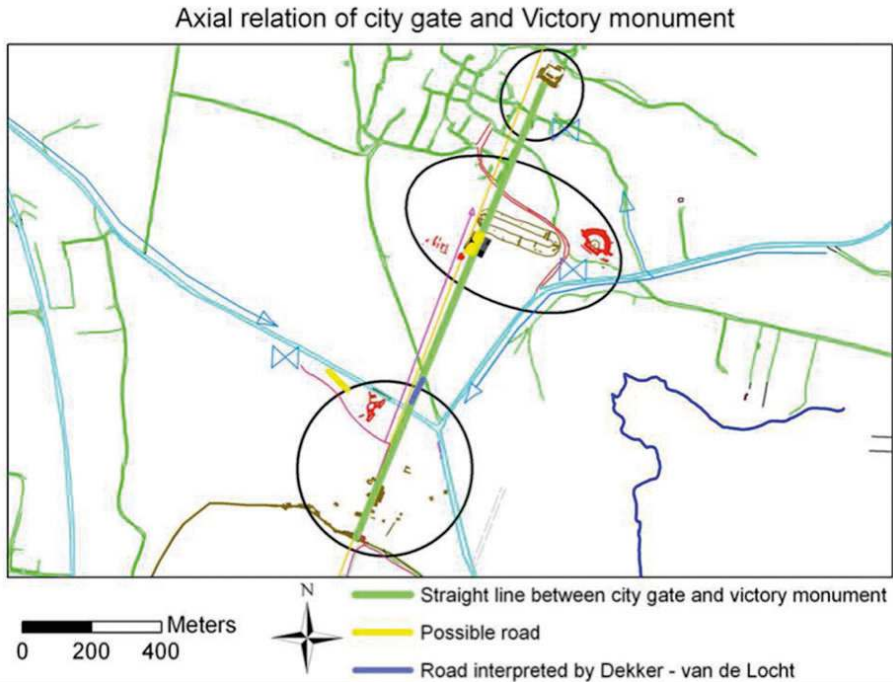 Axial relation of city gate and Victory monument
N
Meters
0 200 400
Straight line between city gate and victory monument
Possible road
Road interpreted by Dekker - van de Locht